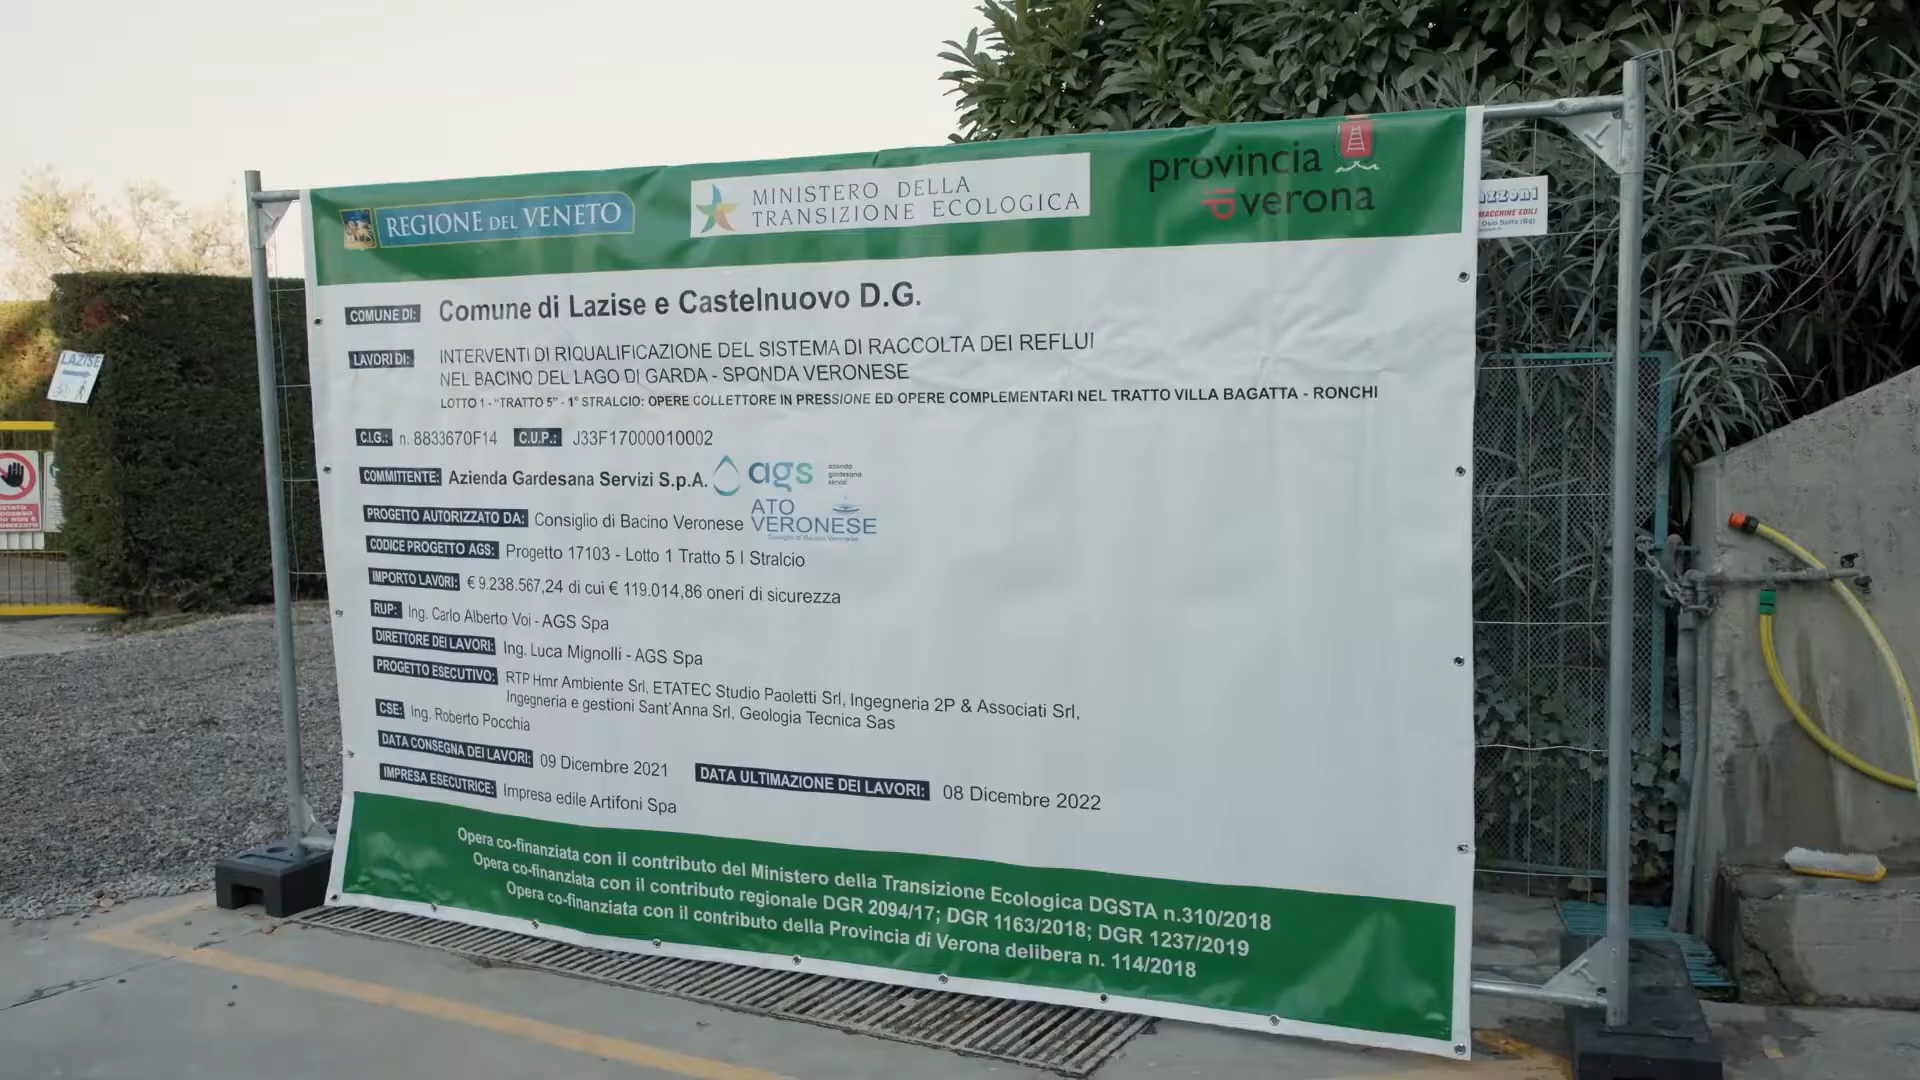 REGIONE DEL VENETO
MINISTERO DELLA
TRANSIZIONE ECOLOGICA
provincia
di verona
COMUNE DI: Comune di Lazise e Castelnuovo D.G.
LAVORI DI: INTERVENTI DI RIQUALIFICAZIONE DEL SISTEMA DI RACCOLTA DEI REFLUI
NEL BACINO DEL LAGO DI GARDA - SPONDA VERONESE
LOTTO 1 - "TRATTO 5" - 1° STRALCIO: OPERE COLLETTORE IN PRESSIONE ED OPERE COMPLEMENTARI NEL TRATTO VILLA BAGATTA - RONCHI
C.I.G.: n. 8833670F14 C.U.P.: J33F17000010002
COMMITTENTE: Azienda Gardesana Servizi S.p.A. ags
azienda
gardesana
servizi
PROGETTO AUTORIZZATO DA: Consiglio di Bacino Veronese
ATO
VERONESE
Consiglio di Bacino Veronese
CODICE PROGETTO AGS: Progetto 17103 - Lotto 1 Tratto 5 I Stralcio
IMPORTO LAVORI: € 9.238.567,24 di cui € 119.014,86 oneri di sicurezza
RUP: Ing. Carlo Alberto Voi - AGS Spa
DIRETTORE DEI LAVORI: Ing. Luca Mignolli - AGS Spa
PROGETTO ESECUTIVO: RTP Hmr Ambiente Srl, ETATEC Studio Paoletti Srl, Ingegneria 2P & Associati Srl,
Ingegneria e gestioni Sant'Anna Srl, Geologia Tecnica Sas
CSE: Ing. Roberto Pocchia
DATA CONSEGNA DEI LAVORI: 09 Dicembre 2021 DATA ULTIMAZIONE DEI LAVORI: 08 Dicembre 2022
IMPRESA ESECUTRICE: Impresa edile Artifoni Spa
Opera co-finanziata con il contributo del Ministero della Transizione Ecologica DGSTA n.310/2018
Opera co-finanziata con il contributo regionale DGR 2094/17; DGR 1163/2018; DGR 1237/2019
Opera co-finanziata con il contributo della Provincia di Verona delibera n. 114/2018
LAZISE
MACCHINE EDILI